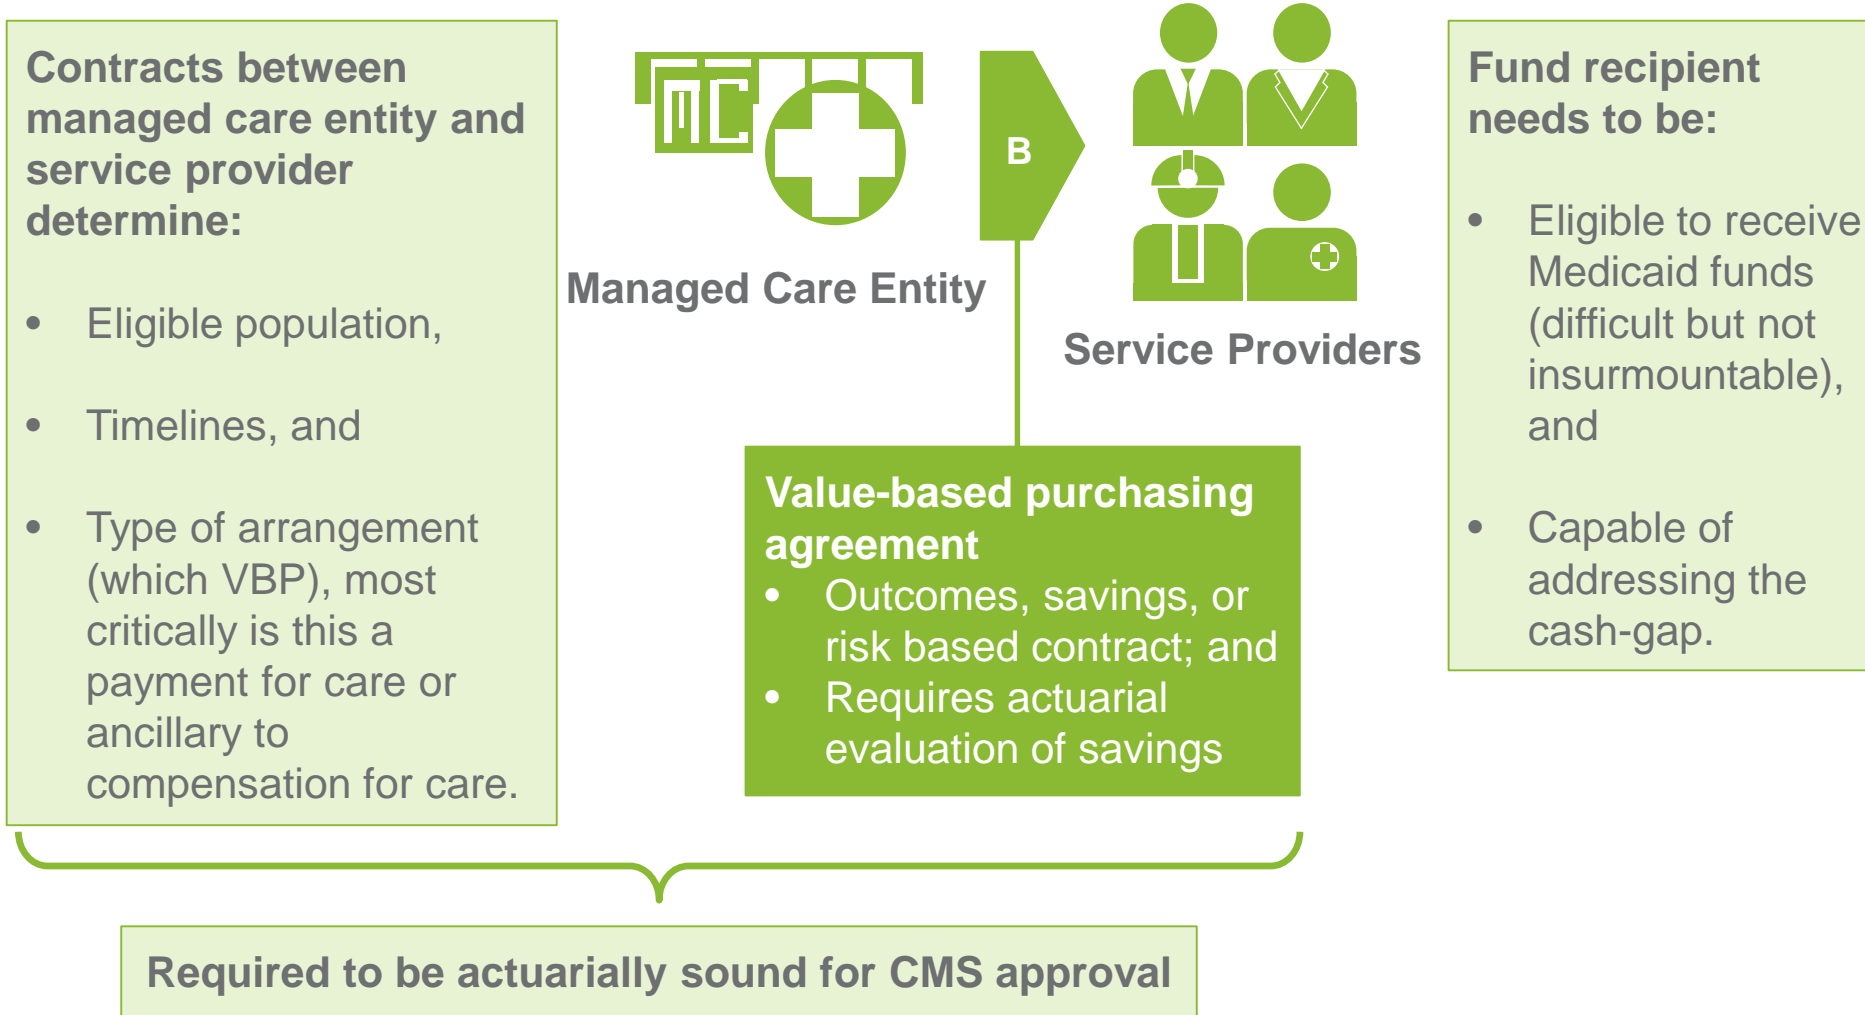 Contracts between
managed care entity and
service provider
determine:
• Eligible population,
• Timelines, and
• Type of arrangement
(which VBP), most
critically is this a
payment for care or
ancillary to
compensation for care.
MC
Managed Care Entity
B
Service Providers
Value-based purchasing
agreement
• Outcomes, savings, or
risk based contract; and
• Requires actuarial
evaluation of savings
Fund recipient
needs to be:
• Eligible to receive
Medicaid funds
(difficult but not
insurmountable),
and
• Capable of
addressing the
cash-gap.
Required to be actuarially sound for CMS approval